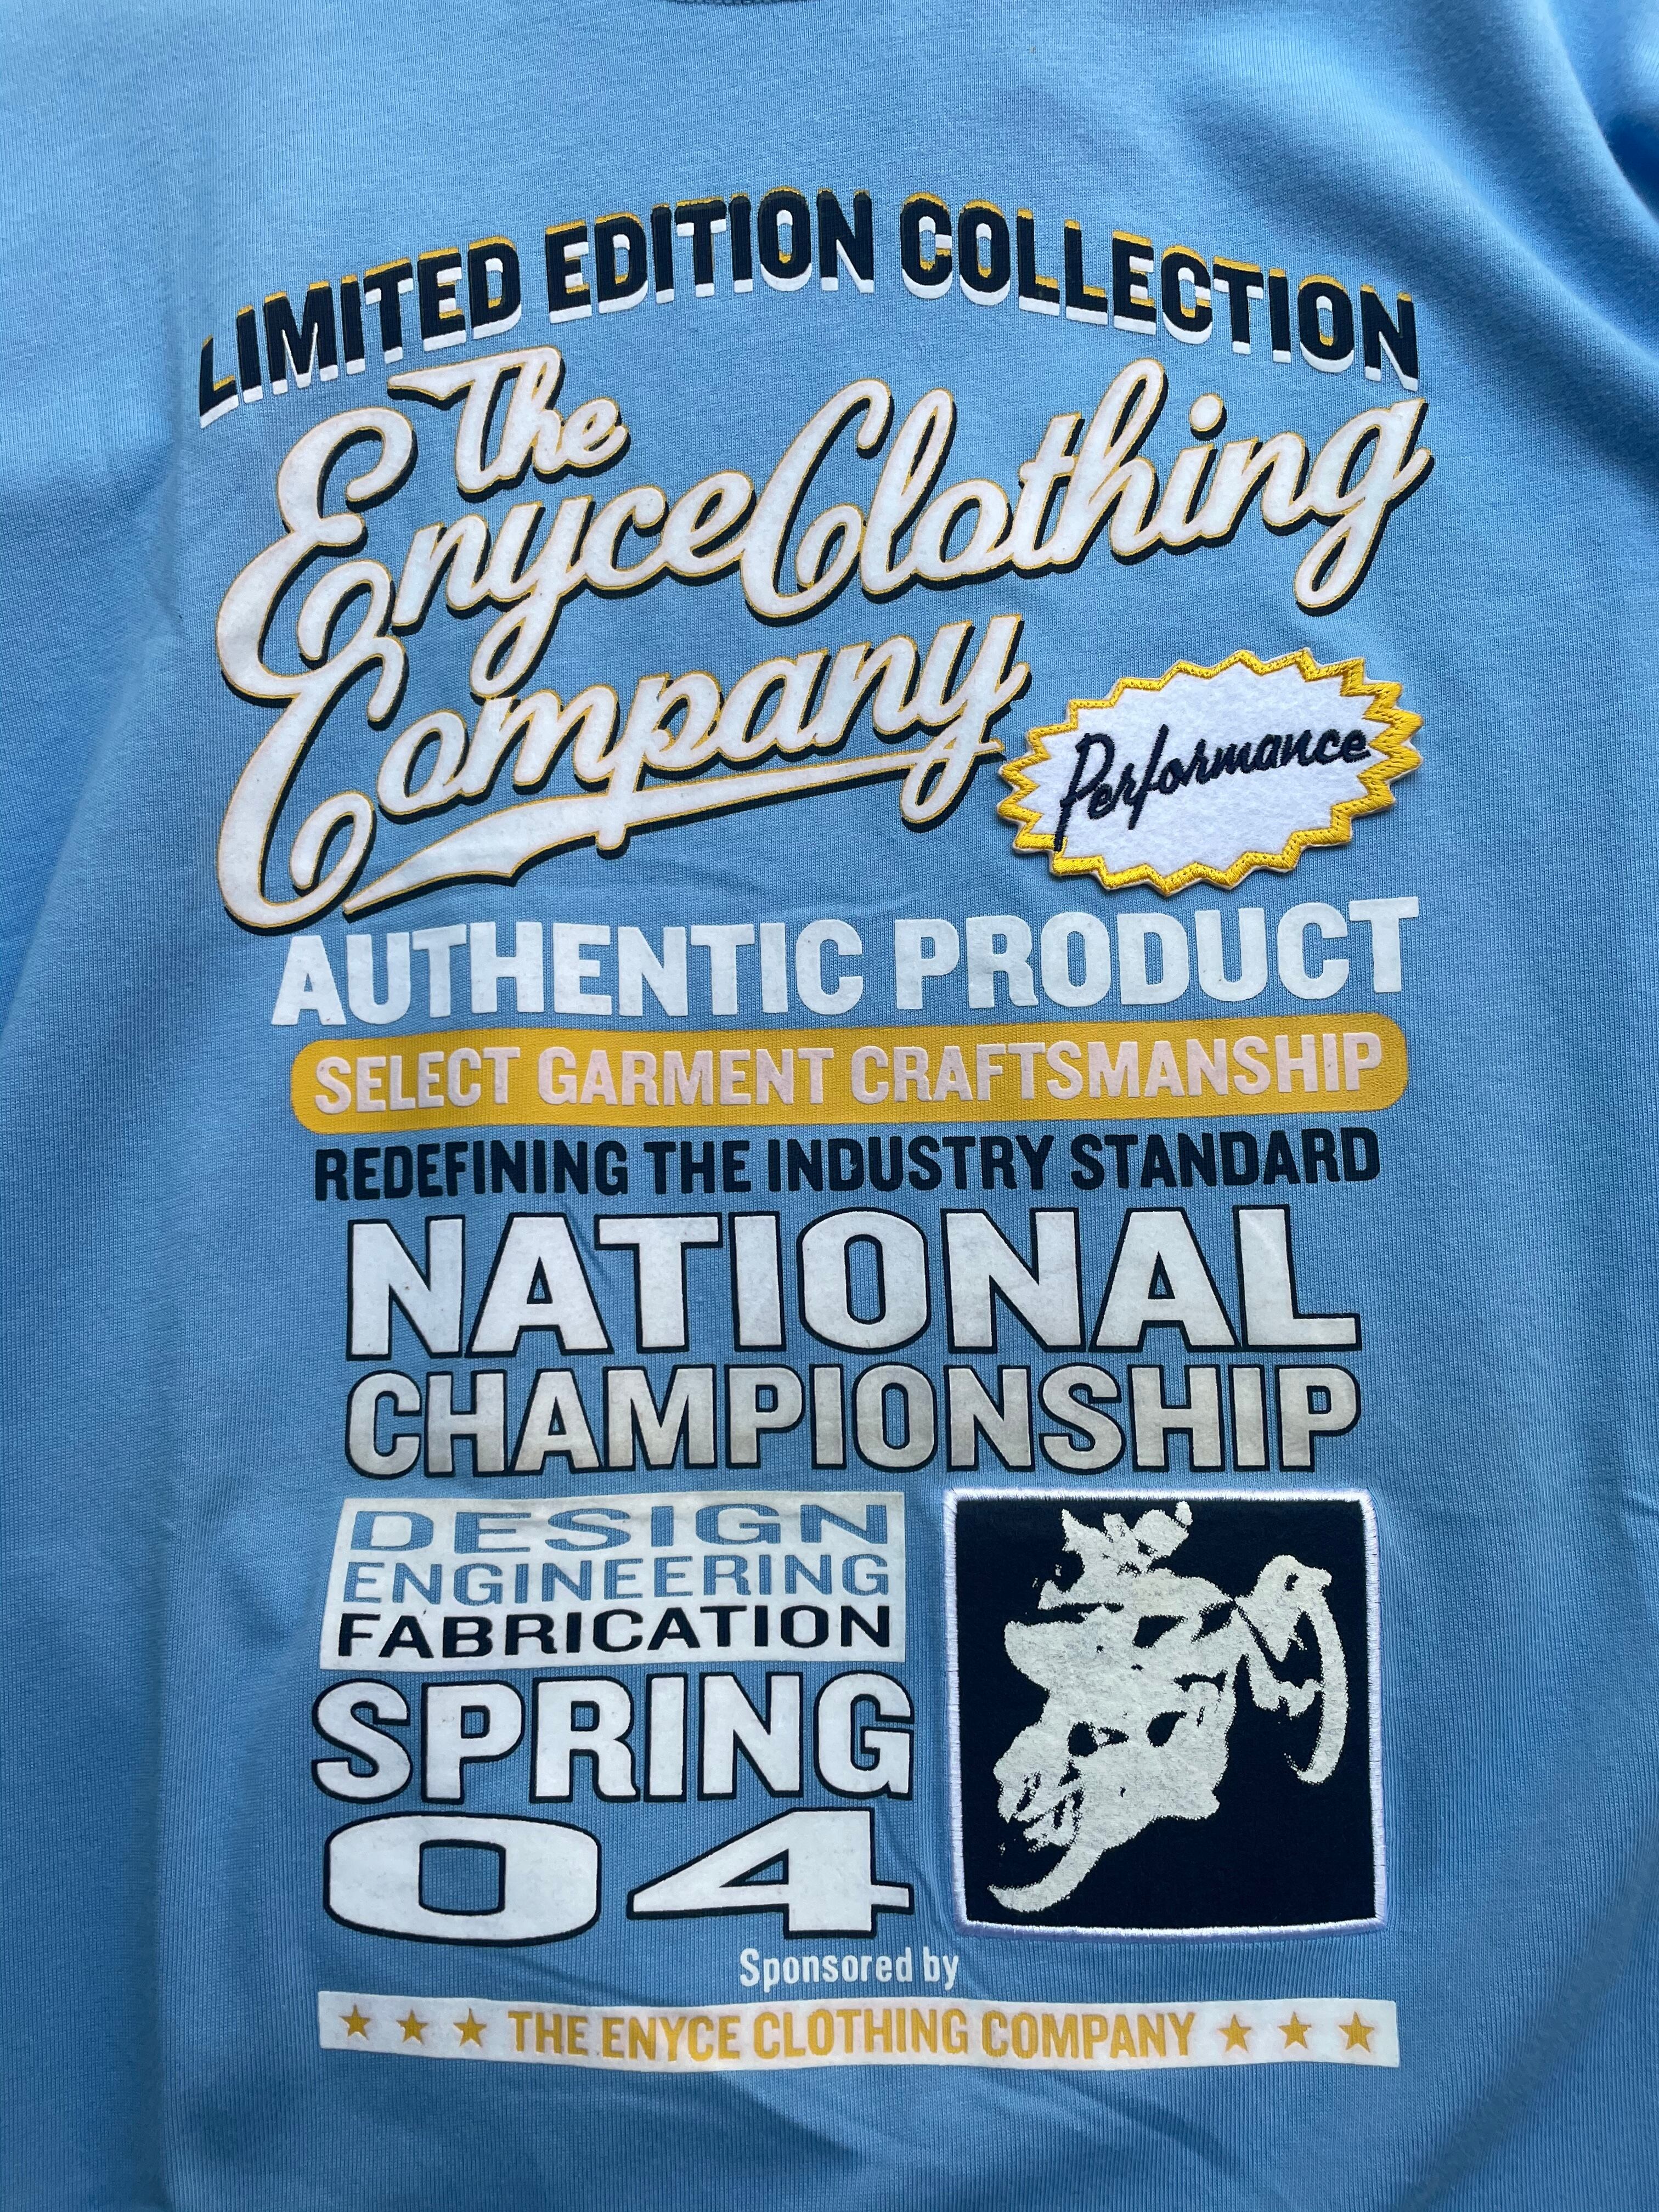 LIMITED EDITION COLLECTION
The
Enyce Clothing
Company
Performance
AUTHENTIC PRODUCT
SELECT GARMENT CRAFTSMANSHIP
REDEFINING THE INDUSTRY STANDARD
NATIONAL
CHAMPIONSHIP
DESIGN
ENGINEERING
FABRICATION
SPRING
04
Sponsored by
★ ★ ★ THE ENYCE CLOTHING COMPANY ★ ★ ★